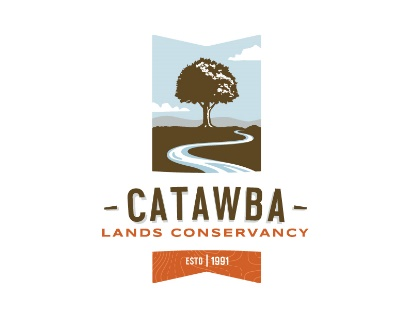 - CATAWBA -
LANDS CONSERVANCY
ESTD | 1991